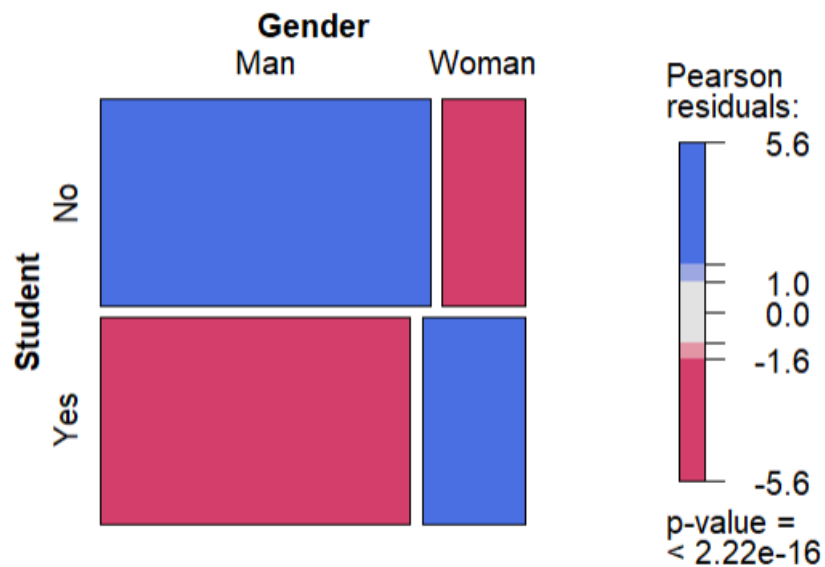 Gender
Man Woman
Student
No
Yes
Pearson
residuals:
5.6
1.0
0.0
-1.6
-5.6
p-value =
< 2.22e-16